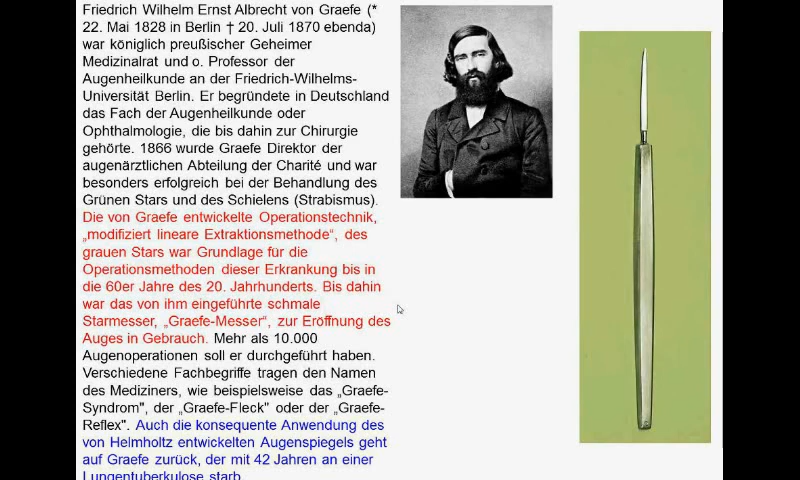 Friedrich Wilhelm Ernst Albrecht von Graefe (*
22. Mai 1828 in Berlin † 20. Juli 1870 ebenda)
war königlich preußischer Geheimer
Medizinalrat und o. Professor der
Augenheilkunde an der Friedrich-Wilhelms-
Universität Berlin. Er begründete in Deutschland
das Fach der Augenheilkunde oder
Ophthalmologie, die bis dahin zur Chirurgie
gehörte. 1866 wurde Graefe Direktor der
augenärztlichen Abteilung der Charité und war
besonders erfolgreich bei der Behandlung des
Grünen Stars und des Schielens (Strabismus).
Die von Graefe entwickelte Operationstechnik,
„modifiziert lineare Extraktionsmethode“, des
grauen Stars war Grundlage für die
Operationsmethoden dieser Erkrankung bis in
die 60er Jahre des 20. Jahrhunderts. Bis dahin
war das von ihm eingeführte schmale
Starmesser, „Graefe-Messer“, zur Eröffnung des
Auges in Gebrauch. Mehr als 10.000
Augenoperationen soll er durchgeführt haben.
Verschiedene Fachbegriffe tragen den Namen
des Mediziners, wie beispielsweise das „Graefe-
Syndrom", der „Graefe-Fleck" oder der „Graefe-
Reflex". Auch die konsequente Anwendung des
von Helmholtz entwickelten Augenspiegels geht
auf Graefe zurück, der mit 42 Jahren an einer
Lungentuberkulose starb.